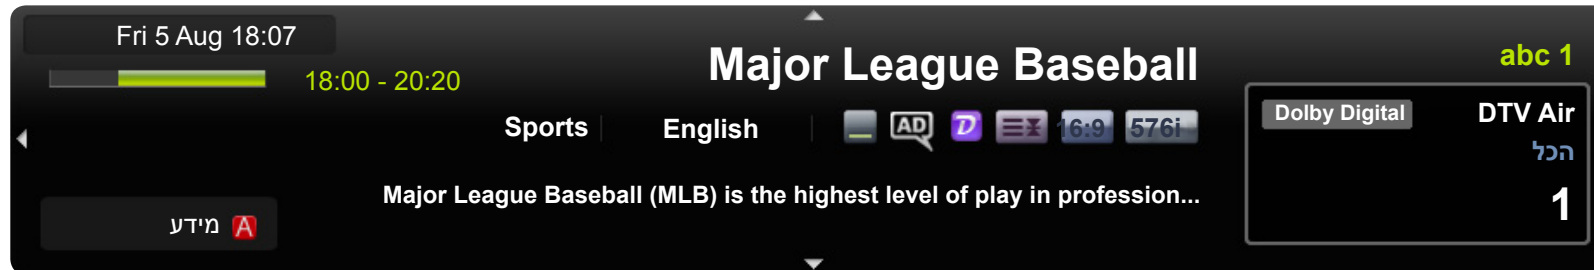 Fri 5 Aug 18:07
18:00 - 20:20
Major League Baseball
abc 1
Sports
English
AD
D
16:9
576i
Dolby Digital
DTV Air
הכל
1
Major League Baseball (MLB) is the highest level of play in profession...
A מידע